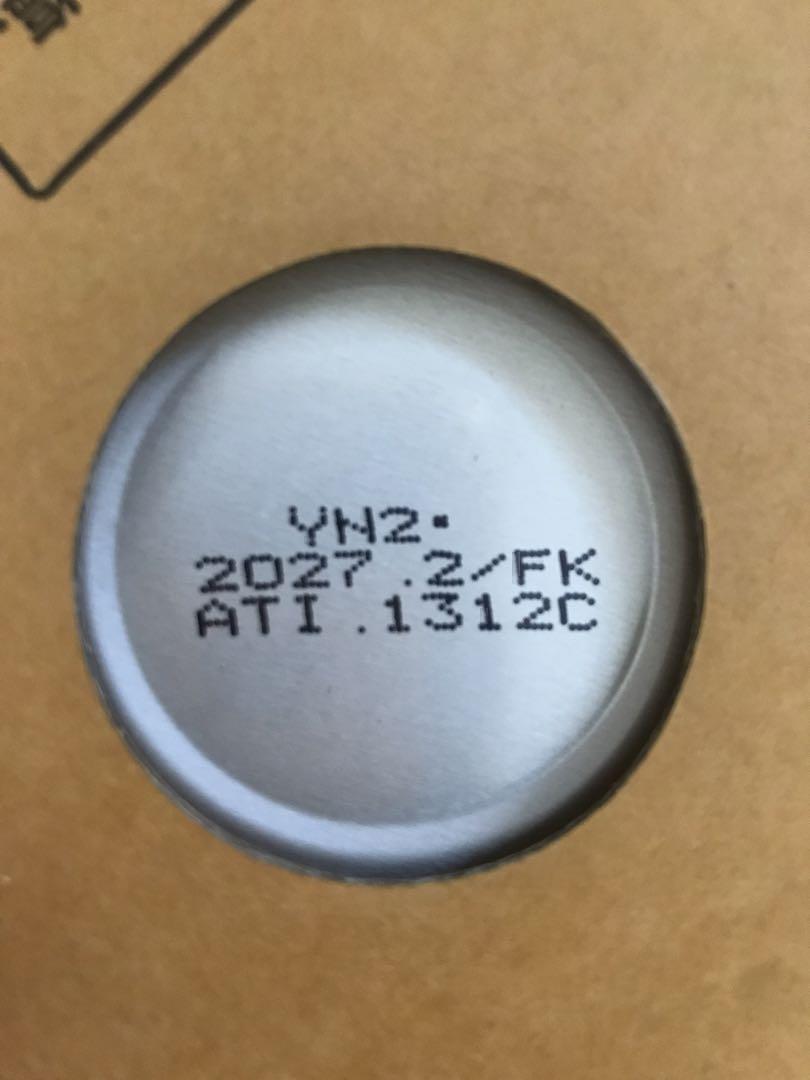 YN2▪
2027 .2/FK
ATI .1312C